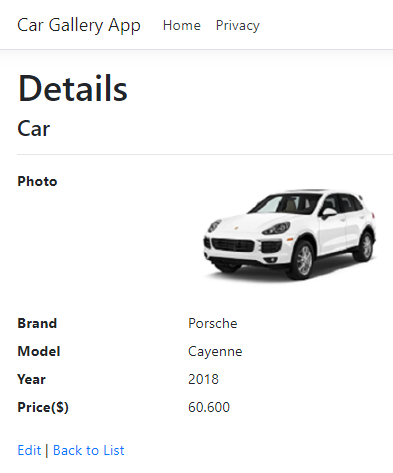 Car Gallery App Home Privacy
Details
Car
Photo
Brand Porsche
Model Cayenne
Year 2018
Price($) 60.600
Edit | Back to List